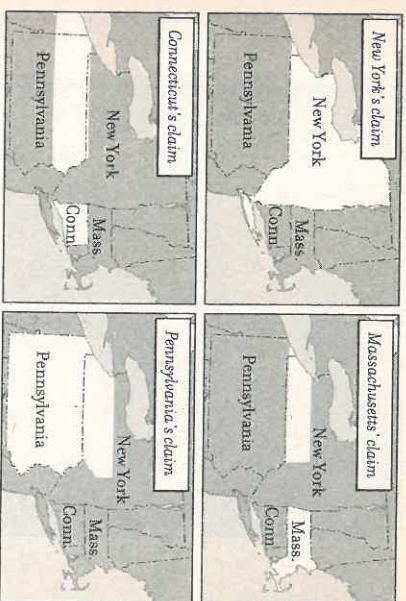 New York's claim
New York
Pennsylvania
Mass.
Conn.
Massachusetts' claim
New York
Pennsylvania
Mass.
Conn.
Connecticut's claim
New York
Pennsylvania
Mass.
Conn.
Pennsylvania's claim
New York
Pennsylvania
Mass.
Conn.